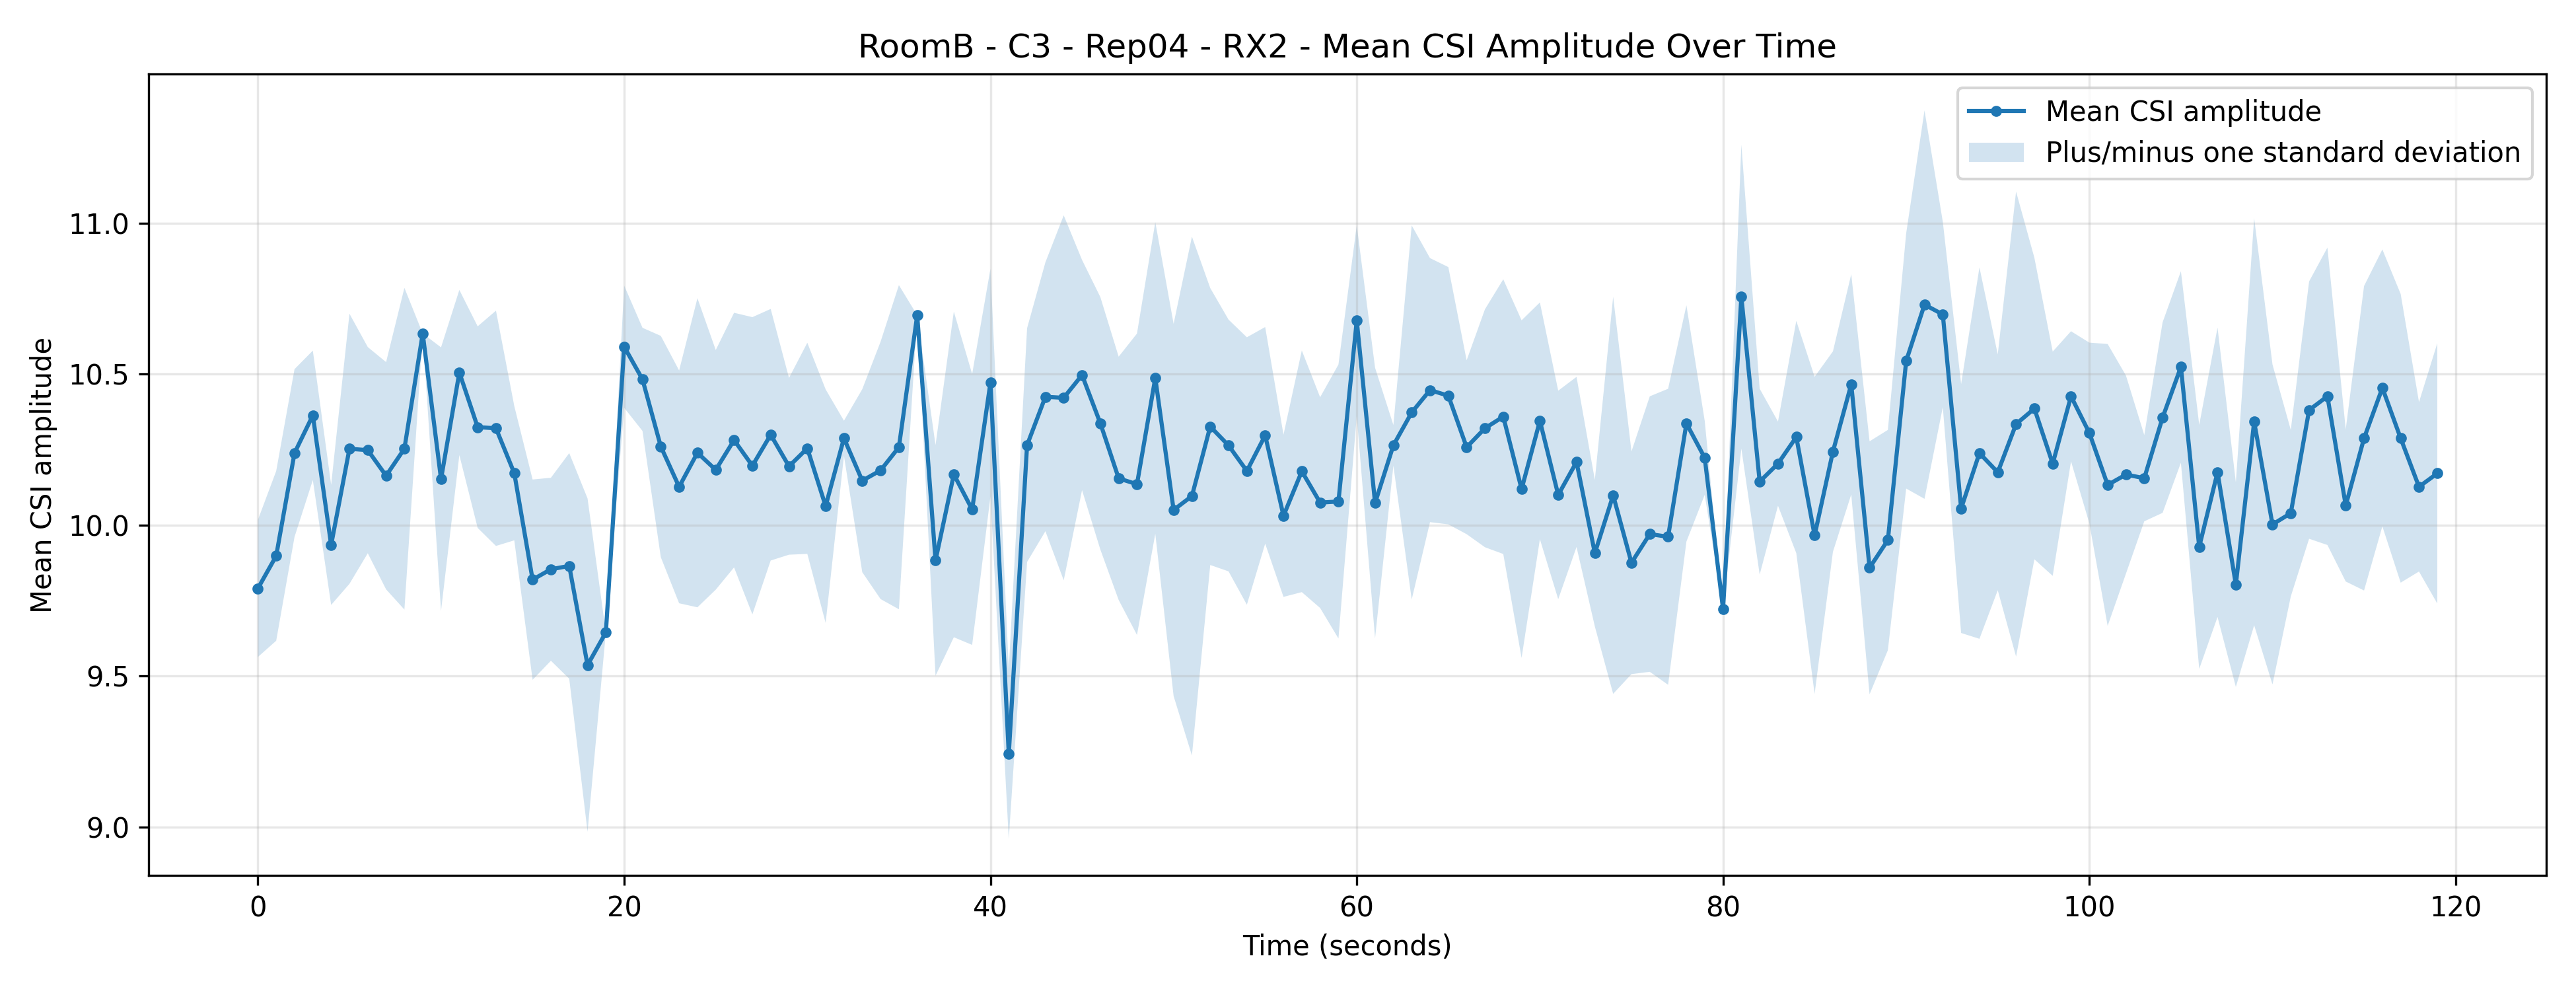 RoomB - C3 - Rep04 - RX2 - Mean CSI Amplitude Over Time
Mean CSI amplitude
Plus/minus one standard deviation
Mean CSI amplitude
11.0
10.5
10.0
9.5
9.0
0 20 40 60 80 100 120
Time (seconds)